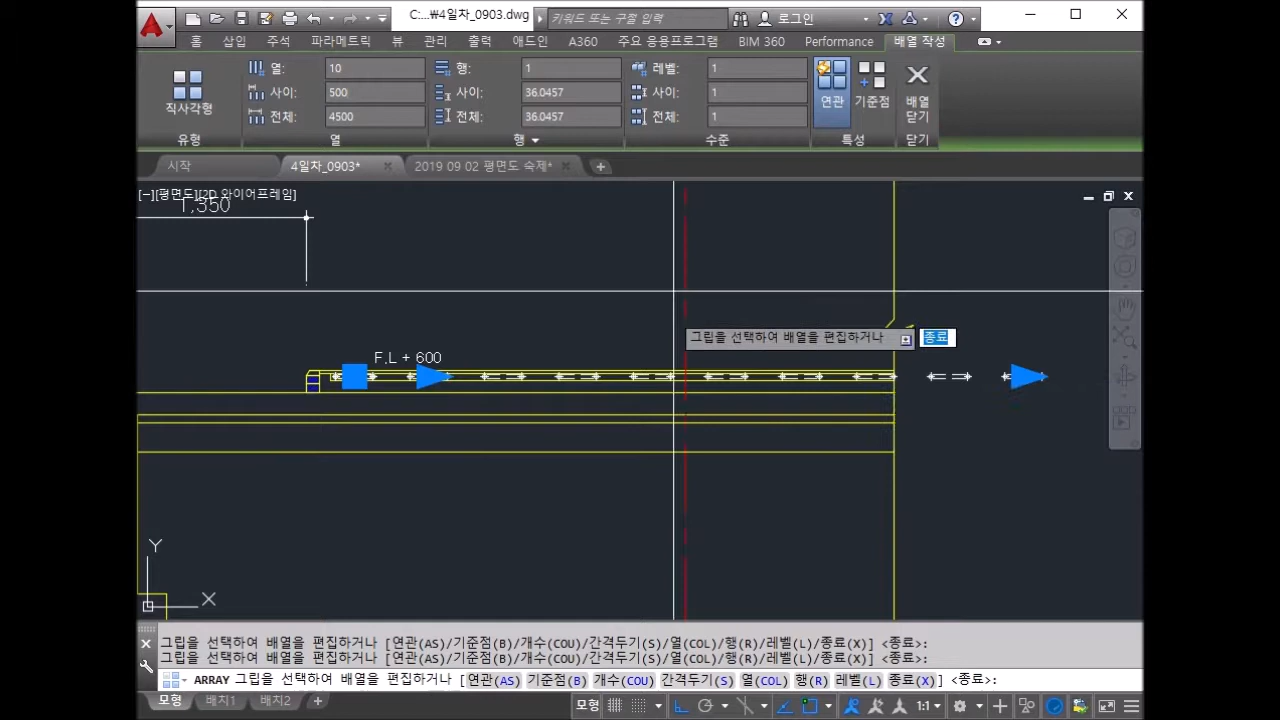 C:...₩4일차_0903.dwg 키워드 또는 구절 입력 로그인
홈 삽입 주석 파라메트릭 뷰 관리 출력 애드인 A360 주요 응용프로그램 BIM 360 Performance 배열 작성
열: 10 행: 1 레벨: 1
사이: 500 사이: 36.0457 사이: 1
전체: 4500 전체: 36.0457 전체: 1
직사각형 연관 기준점 배열 닫기
유형 열 행 수준 특성 닫기
시작 4일차_0903* 2019 09 02 평면도 숙제*
[−][평면도][2D 와이어프레임]
1,350
그립을 선택하여 배열을 편집하거나 종료
F.L + 600
Y
X
그립을 선택하여 배열을 편집하거나 [연관(AS)/기준점(B)/개수(COU)/간격두기(S)/열(COL)/행(R)/레벨(L)/종료(X)] <종료>:
그립을 선택하여 배열을 편집하거나 [연관(AS)/기준점(B)/개수(COU)/간격두기(S)/열(COL)/행(R)/레벨(L)/종료(X)] <종료>:
ARRAY 그립을 선택하여 배열을 편집하거나 [연관(AS) 기준점(B) 개수(COU) 간격두기(S) 열(COL) 행(R) 레벨(L) 종료(X)] <종료>:
모형 배치1 배치2 모형 1:1